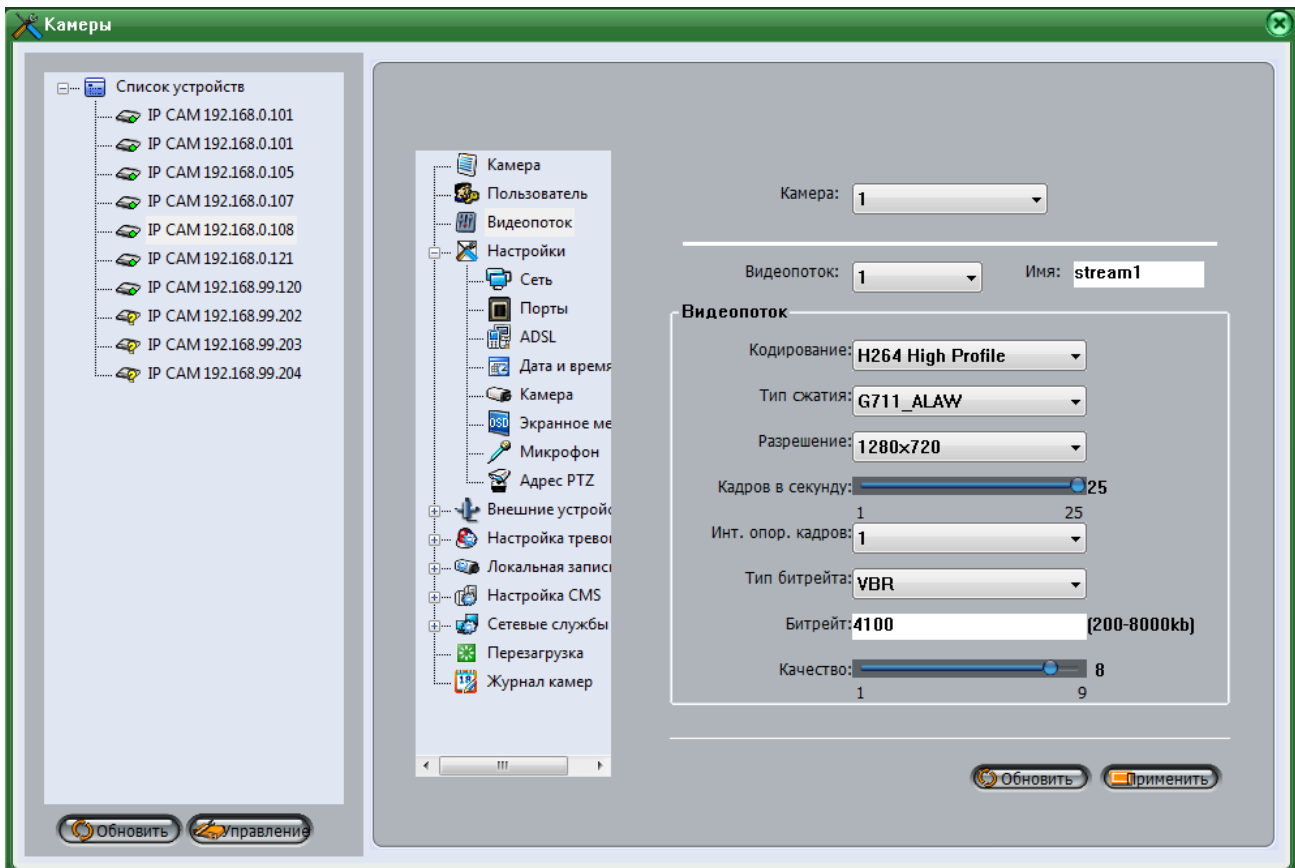 Камеры
Список устройств
IP CAM 192.168.0.101
IP CAM 192.168.0.101
IP CAM 192.168.0.105
IP CAM 192.168.0.107
IP CAM 192.168.0.108
IP CAM 192.168.0.121
IP CAM 192.168.99.120
IP CAM 192.168.99.202
IP CAM 192.168.99.203
IP CAM 192.168.99.204
Обновить
Управление
Камера
Пользователь
Видеопоток
Настройки
Сеть
Порты
ADSL
Дата и время
Камера
OSD Экранное ме
Микрофон
Адрес PTZ
Внешние устройс
Настройка тревог
Локальная запись
Настройка CMS
Сетевые службы
Перезагрузка
18 Журнал камер
Камера: 1
Видеопоток: 1 Имя: stream1
Видеопоток
Кодирование: H264 High Profile
Тип сжатия: G711_ALAW
Разрешение: 1280x720
Кадров в секунду: 25
1 25
Инт. опор. кадров: 1
Тип битрейта: VBR
Битрейт: 4100 (200-8000kb)
Качество: 8
1 9
Обновить
Применить